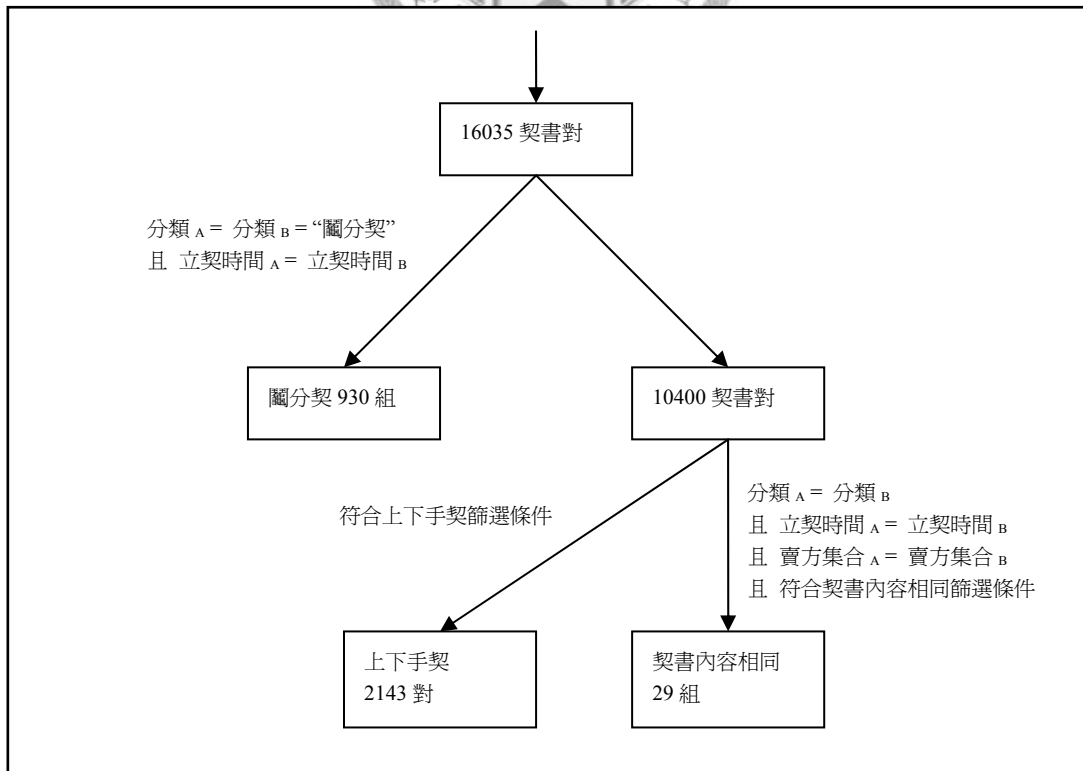 16035 契書對
分類 A = 分類 B = “鬮分契”
且 立契時間 A = 立契時間 B
鬮分契 930 組
10400 契書對
符合上下手契篩選條件
分類 A = 分類 B
且 立契時間 A = 立契時間 B
且 賣方集合 A = 賣方集合 B
且 符合契書內容相同篩選條件
上下手契
2143 對
契書內容相同
29 組